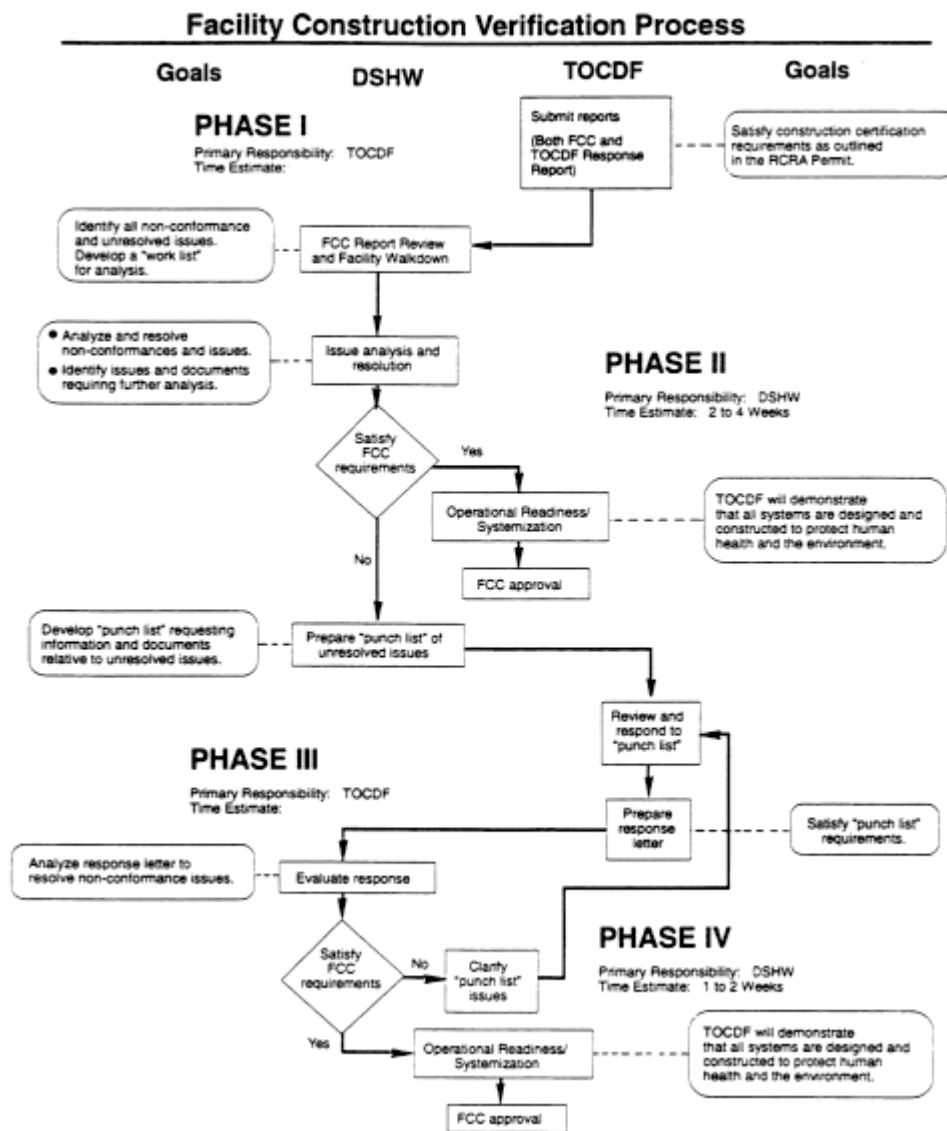 Facility Construction Verification Process
Goals
DSHW
TOCDF
Goals
PHASE I
Primary Responsibility: TOCDF
Time Estimate:
Submit reports
(Both FCC and
TOCDF Response
Report)
Satisfy construction certification
requirements as outlined
in the RCRA Permit.
Identify all non-conformance
and unresolved issues.
Develop a "work list"
for analysis.
FCC Report Review
and Facility Walkdown
● Analyze and resolve
non-conformances and issues.
● Identify issues and documents
requiring further analysis.
Issue analysis and
resolution
PHASE II
Primary Responsibility: DSHW
Time Estimate: 2 to 4 Weeks
Satisfy
FCC
requirements
Yes
Operational Readiness/
Systemization
TOCDF will demonstrate
that all systems are designed and
constructed to protect human
health and the environment.
No
FCC approval
Develop "punch list" requesting
information and documents
relative to unresolved issues.
Prepare "punch list" of
unresolved issues
Review and
respond to
"punch list"
PHASE III
Primary Responsibility: TOCDF
Time Estimate:
Prepare
response
letter
Satisfy "punch list"
requirements.
Analyze response letter to
resolve non-conformance issues.
Evaluate response
PHASE IV
Primary Responsibility: DSHW
Time Estimate: 1 to 2 Weeks
Satisfy
FCC
requirements
No
Clarify
"punch list"
issues
Yes
Operational Readiness/
Systemization
TOCDF will demonstrate
that all systems are designed and
constructed to protect human
health and the environment.
FCC approval